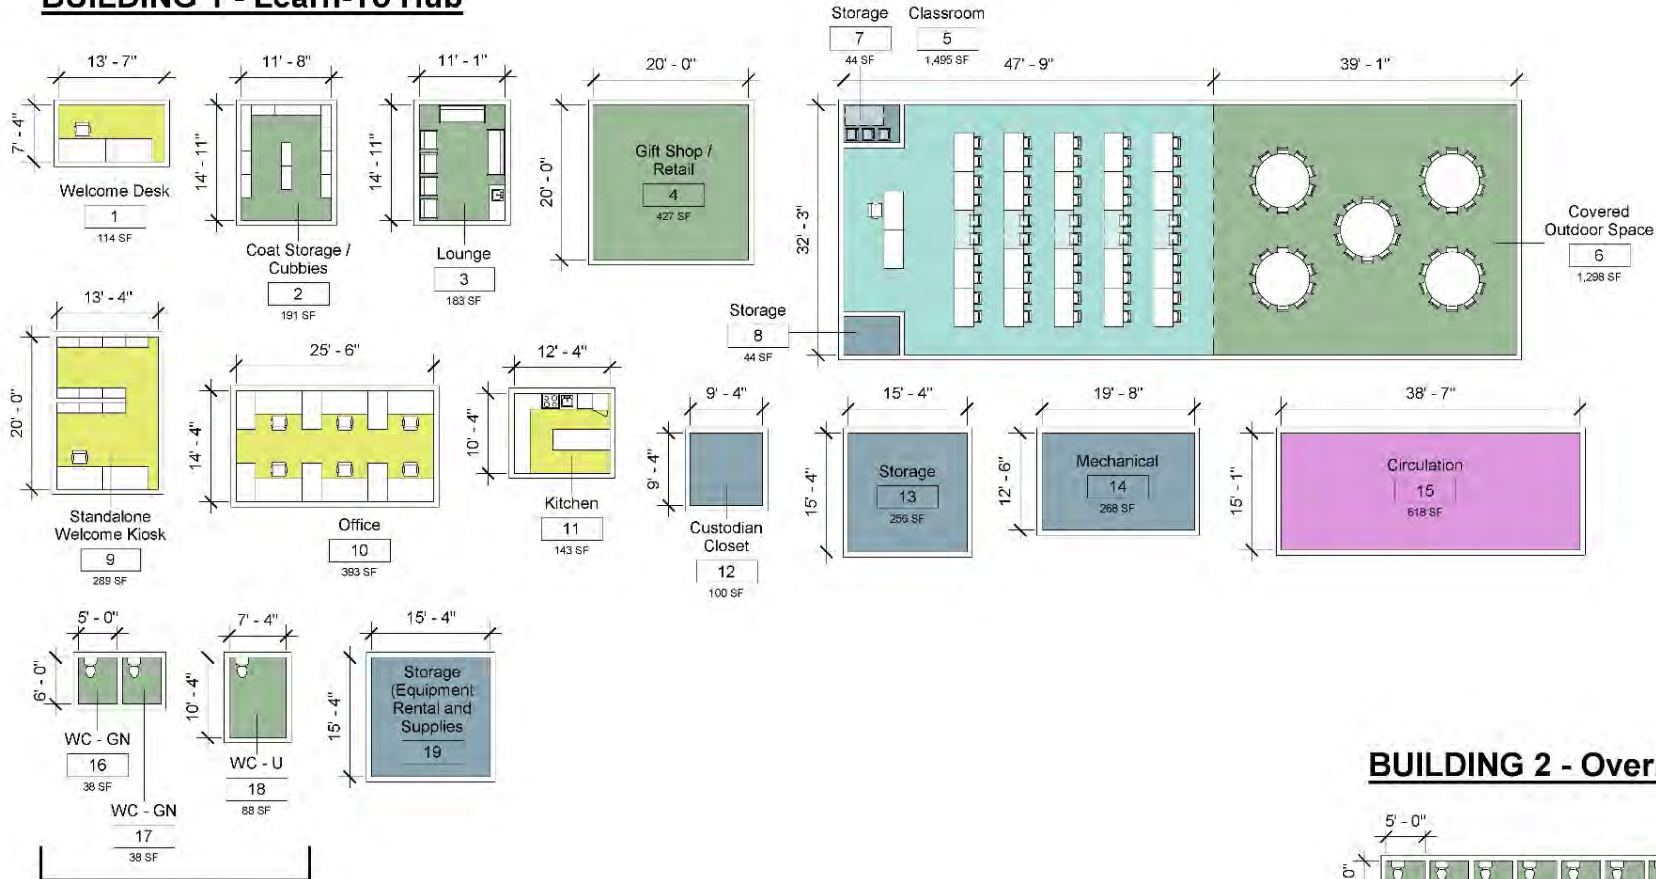 BUILDING 1 - Learn-To Hub
Storage
7
44 SF
Classroom
5
1,495 SF
13' - 7"
11' - 8"
11' - 1"
20' - 0"
47' - 9"
39' - 1"
7' - 4"
14' - 11"
14' - 11"
20' - 0"
32' - 3"
Welcome Desk
1
114 SF
Coat Storage /
Cubbies
2
191 SF
Lounge
3
183 SF
Gift Shop /
Retail
4
427 SF
Covered
Outdoor Space
6
1,298 SF
Storage
8
44 SF
13' - 4"
25' - 6"
12' - 4"
9' - 4"
15' - 4"
19' - 8"
38' - 7"
20' - 0"
14' - 4"
10' - 4"
9' - 4"
15' - 4"
12' - 6"
15' - 1"
Standalone
Welcome Kiosk
9
289 SF
Office
10
393 SF
Kitchen
11
143 SF
Custodian
Closet
12
100 SF
Storage
13
256 SF
Mechanical
14
268 SF
Circulation
15
618 SF
5' - 0"
7' - 4"
15' - 4"
6' - 0"
10' - 4"
15' - 4"
WC - GN
16
38 SF
WC - GN
17
38 SF
WC - U
18
88 SF
Storage
(Equipment
Rental and
Supplies
19
BUILDING 2 - Over
5' - 0"
0"